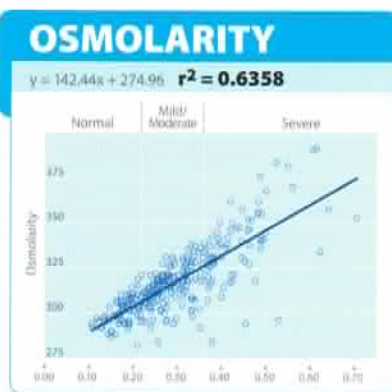 OSMOLARITY
y = 142.44x + 274.96 r² = 0.6358
Normal
Mild/
Moderate
Severe
Osmolarity
375
350
325
300
275
0.00 0.10 0.20 0.30 0.40 0.50 0.60 0.70